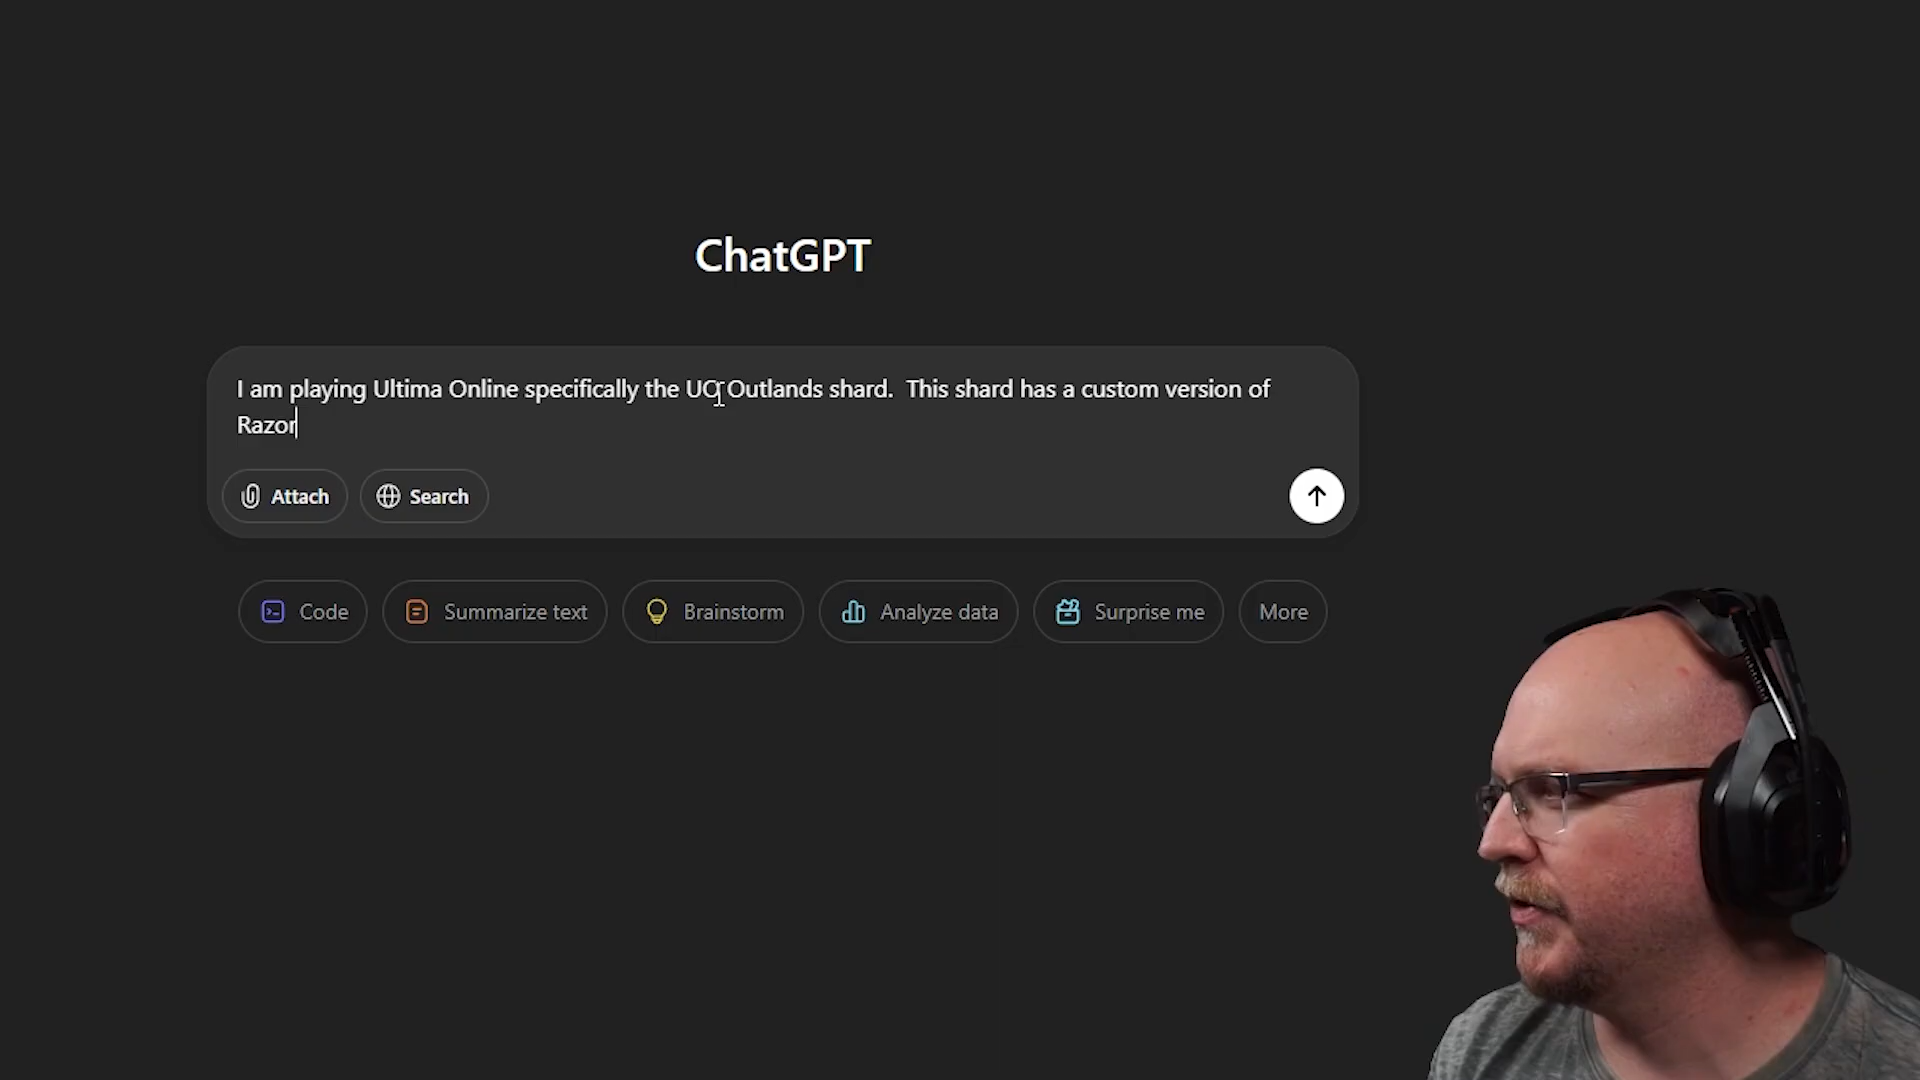 ChatGPT
I am playing Ultima Online specifically the UO Outlands shard.  This shard has a custom version of
Razor
Attach
Search
Code
Summarize text
Brainstorm
Analyze data
Surprise me
More